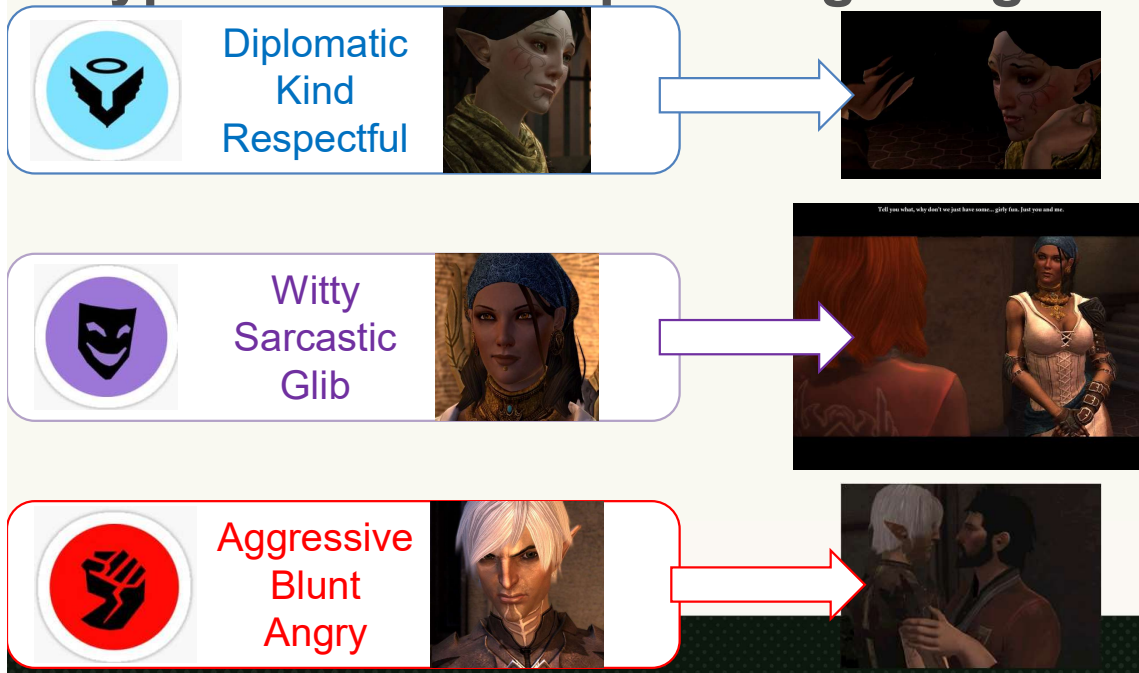 Diplomatic
Kind
Respectful
Tell you what, why don't we just have some... girly fun. Just you and me.
Witty
Sarcastic
Glib
Aggressive
Blunt
Angry